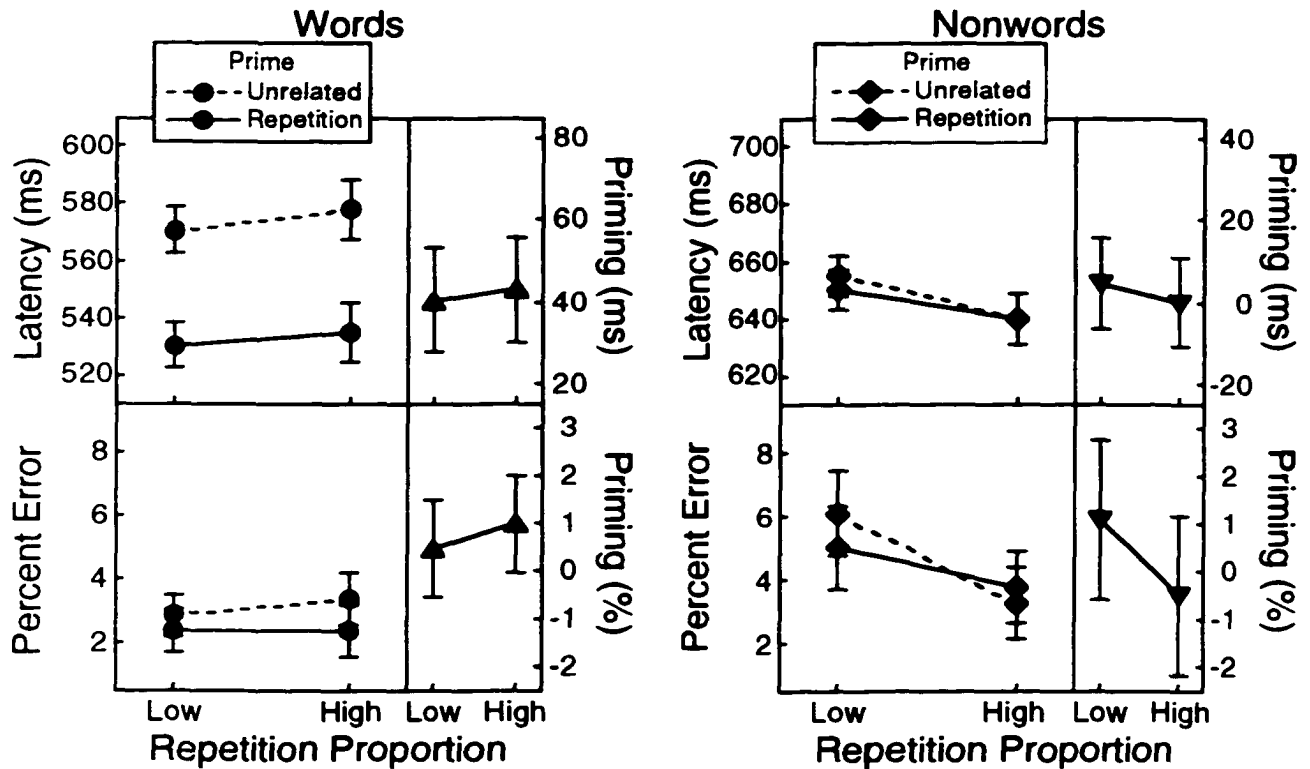 Words
Prime
Unrelated
Repetition
Latency (ms)
600
580
560
540
520
Priming (ms)
80
60
40
20
Percent Error
8
6
4
2
Priming (%)
3
2
1
0
-1
-2
Low High Low High
Repetition Proportion
Nonwords
Prime
Unrelated
Repetition
Latency (ms)
700
680
660
640
620
Priming (ms)
40
20
0
-20
Percent Error
8
6
4
2
Priming (%)
3
2
1
0
-1
-2
Low High Low High
Repetition Proportion